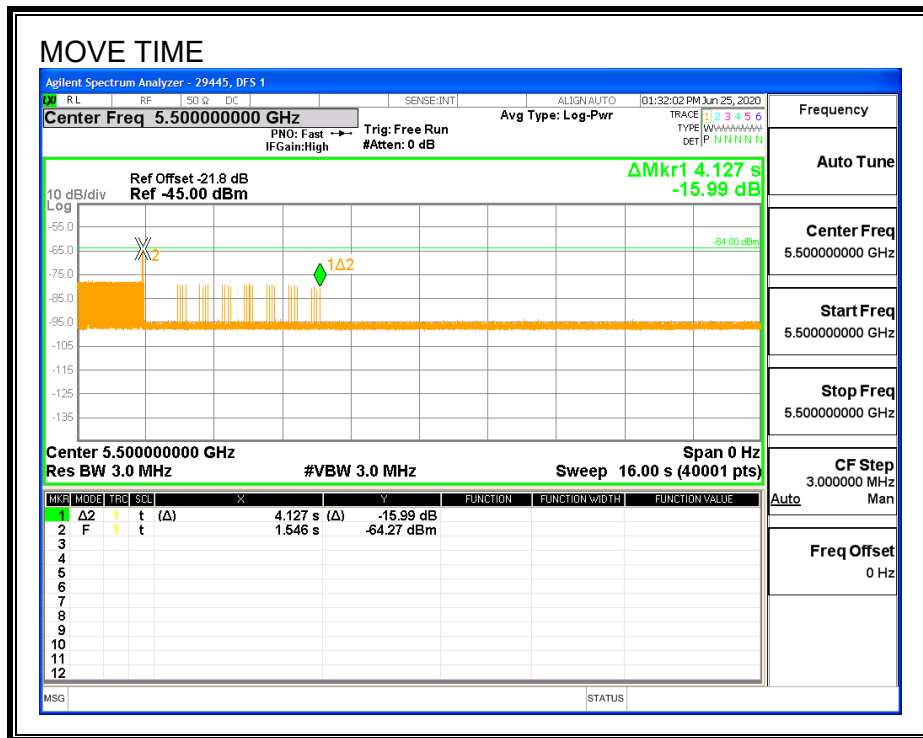 MOVE TIME
Agilent Spectrum Analyzer - 29445, DFS 1
LXI RL RF 50 Ω DC SENSE:INT ALIGN AUTO 01:32:02 PM Jun 25, 2020
Center Freq 5.500000000 GHz
PNO: Fast
IFGain:High
Trig: Free Run
#Atten: 0 dB
Avg Type: Log-Pwr
TRACE 1 2 3 4 5 6
TYPE WWWWWW
DET P N N N N N
Ref Offset -21.8 dB
Ref -45.00 dBm
10 dB/div
Log
ΔMkr1 4.127 s
-15.99 dB
-55.0
-65.0
-75.0
-85.0
-95.0
-105
-115
-125
-135
-64.00 dBm
2
1Δ2
Center 5.500000000 GHz Span 0 Hz
Res BW 3.0 MHz #VBW 3.0 MHz Sweep 16.00 s (40001 pts)
MKR MODE TRC SCL X Y FUNCTION FUNCTION WIDTH FUNCTION VALUE
1 Δ2 1 t (Δ) 4.127 s (Δ) -15.99 dB
2 F 1 t 1.546 s -64.27 dBm
3
4
5
6
7
8
9
10
11
12
MSG STATUS
Frequency
Auto Tune
Center Freq
5.500000000 GHz
Start Freq
5.500000000 GHz
Stop Freq
5.500000000 GHz
CF Step
3.000000 MHz
Auto Man
Freq Offset
0 Hz